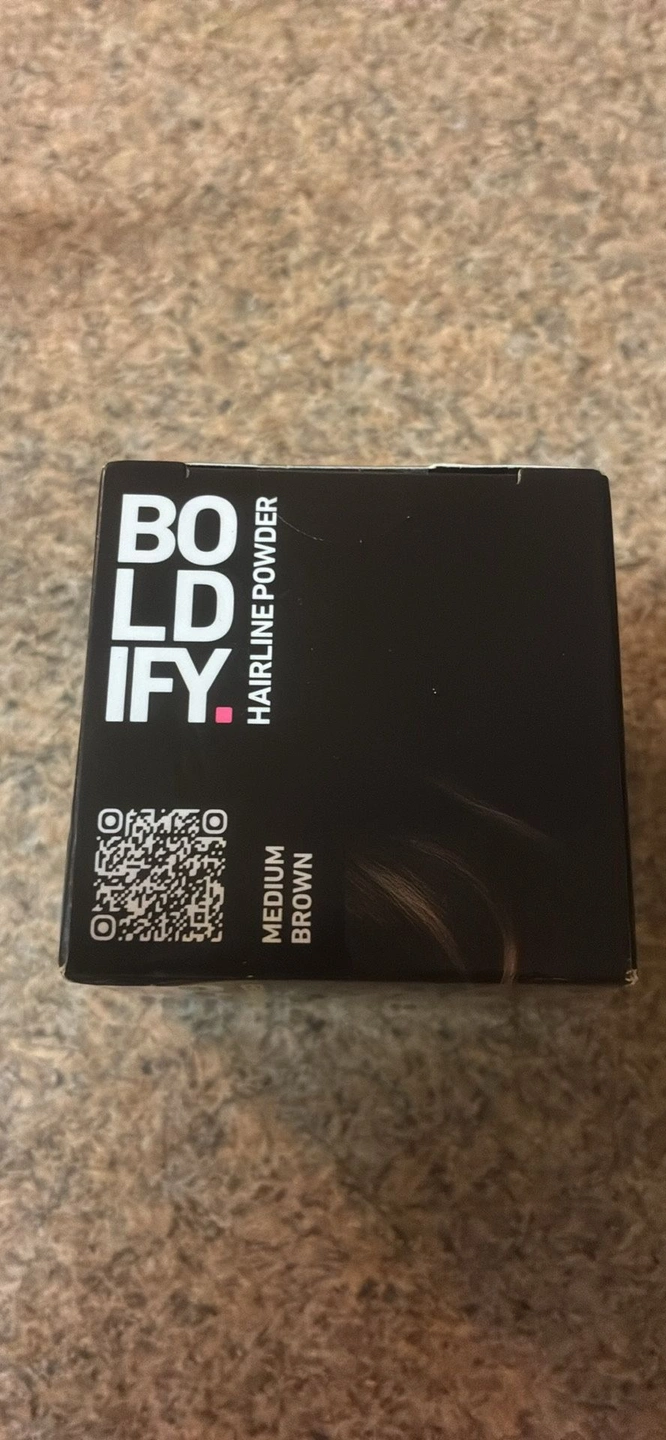 BO
LD
IFY.
HAIRLINE POWDER
MEDIUM
BROWN